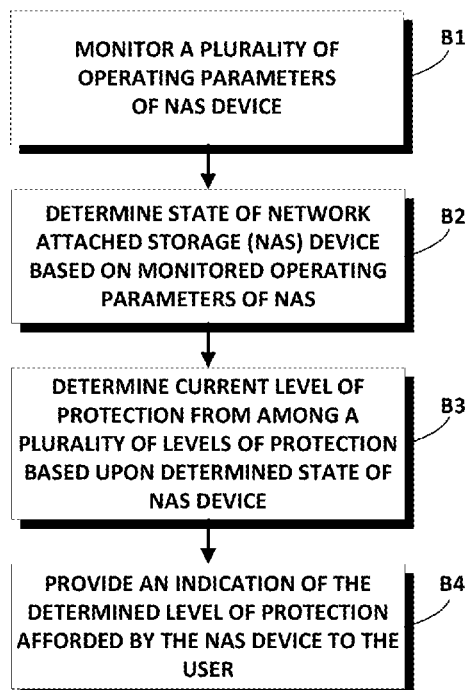 MONITOR A PLURALITY OF
OPERATING PARAMETERS
OF NAS DEVICE
B1
DETERMINE STATE OF NETWORK
ATTACHED STORAGE (NAS) DEVICE
BASED ON MONITORED OPERATING
PARAMETERS OF NAS
B2
DETERMINE CURRENT LEVEL OF
PROTECTION FROM AMONG A
PLURALITY OF LEVELS OF PROTECTION
BASED UPON DETERMINED STATE OF
NAS DEVICE
B3
PROVIDE AN INDICATION OF THE
DETERMINED LEVEL OF PROTECTION
AFFORDED BY THE NAS DEVICE TO THE
USER
B4